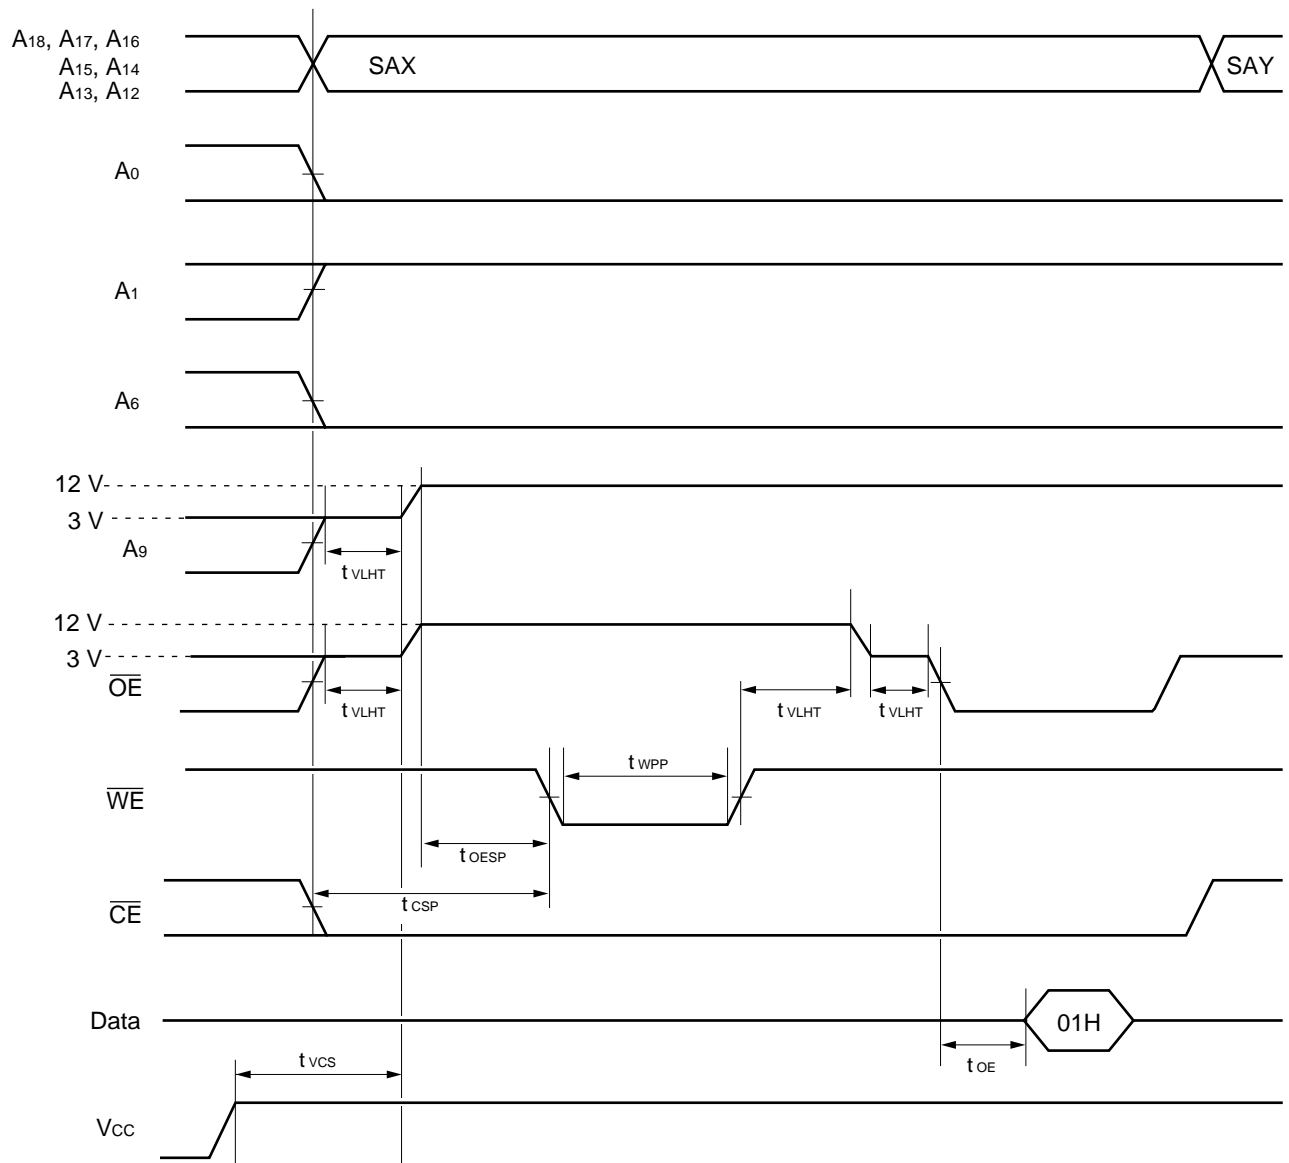 A18, A17, A16
A15, A14
A13, A12
SAX
SAY
A0
A1
A6
12 V
3 V
A9
t VLHT
12 V
3 V
OE
t VLHT
t VLHT
t VLHT
t WPP
WE
t OESP
t CSP
CE
Data
01H
t VCS
t OE
VCC